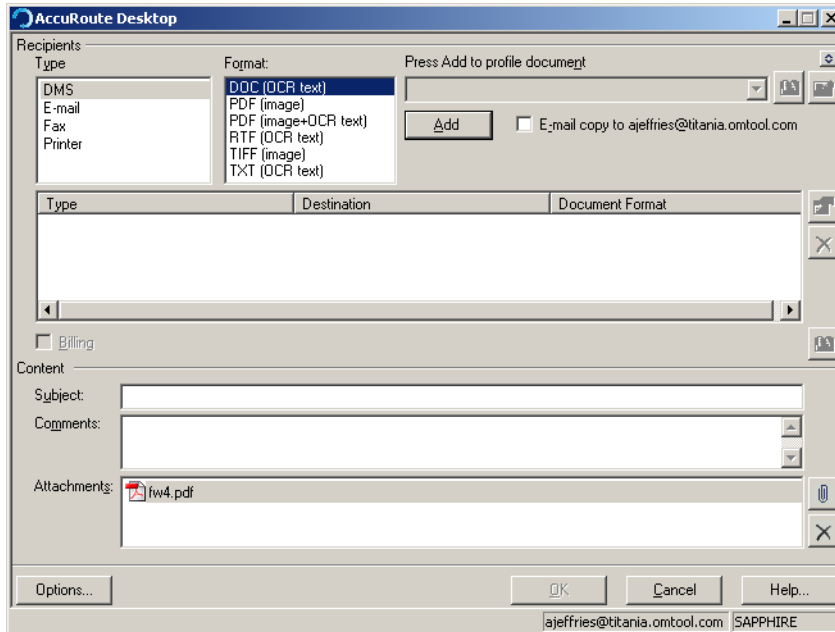 AccuRoute Desktop
Recipients
Type
Format:
Press Add to profile document
DMS
E-mail
Fax
Printer
DOC (OCR text)
PDF (image)
PDF (image+OCR text)
RTF (OCR text)
TIFF (image)
TXT (OCR text)
Add
E-mail copy to ajeffries@titania.omtool.com
Type Destination Document Format
Billing
Content
Subject:
Comments:
Attachments: fw4.pdf
Options... OK Cancel Help...
ajeffries@titania.omtool.com SAPPHIRE